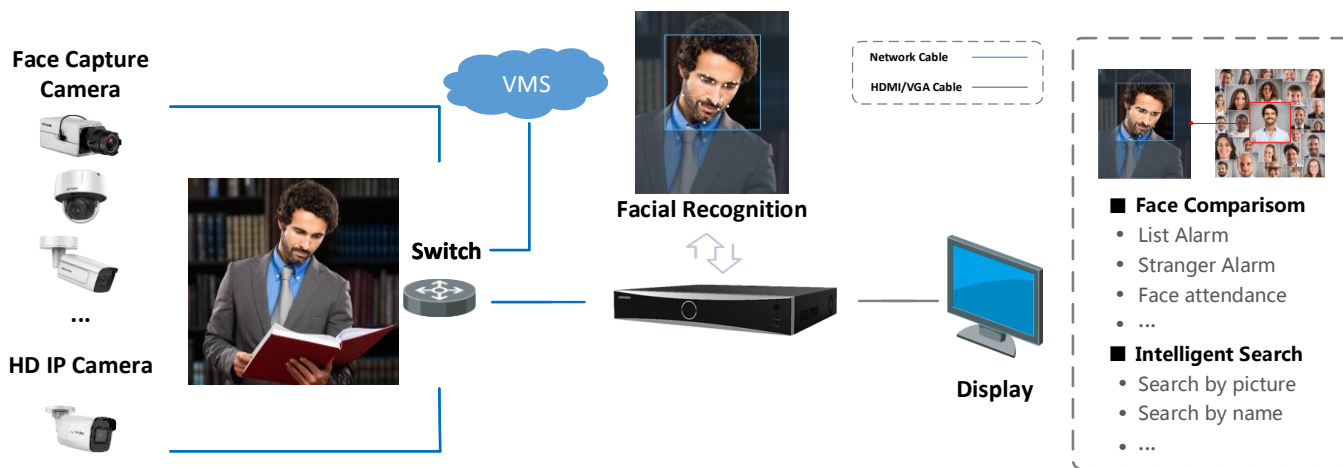 Face Capture
Camera
...
HD IP Camera
VMS
Switch
Facial Recognition
Display
Network Cable
HDMI/VGA Cable
■ Face Comparisom
• List Alarm
• Stranger Alarm
• Face attendance
• ...
■ Intelligent Search
• Search by picture
• Search by name
• ...